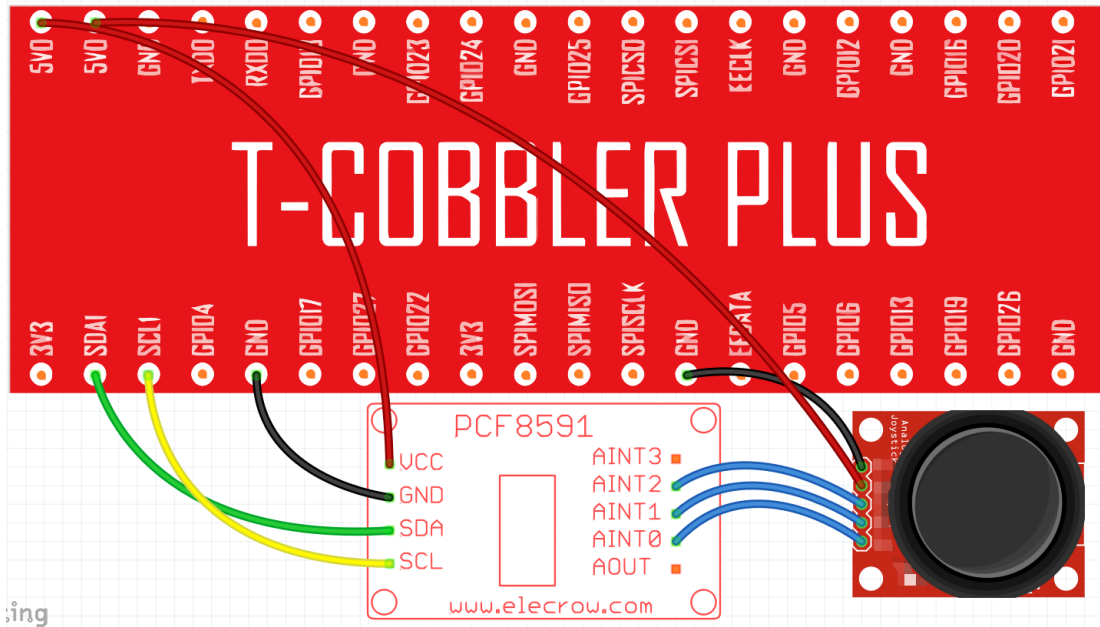 5V0 5V0 GND TXD0 RXD0 GND GPIO23 GPIO24 GND GPIO25 SPICS0 SPICS1 EECLK GND GPIO12 GND GPIO16 GPIO20 GPIO21
T-COBBLER PLUS
3V3 SDA1 SCL1 GPIO4 GND GPIO17 GPIO27 GPIO22 3V3 SPIMOSI SPIMISO SPISCLK GND EEDATA GPIO5 GPIO6 GPIO13 GPIO19 GPIO26 GND
PCF8591
VCC
GND
SDA
SCL
AINT3
AINT2
AINT1
AINT0
AOUT
www.elecrow.com
Joystick